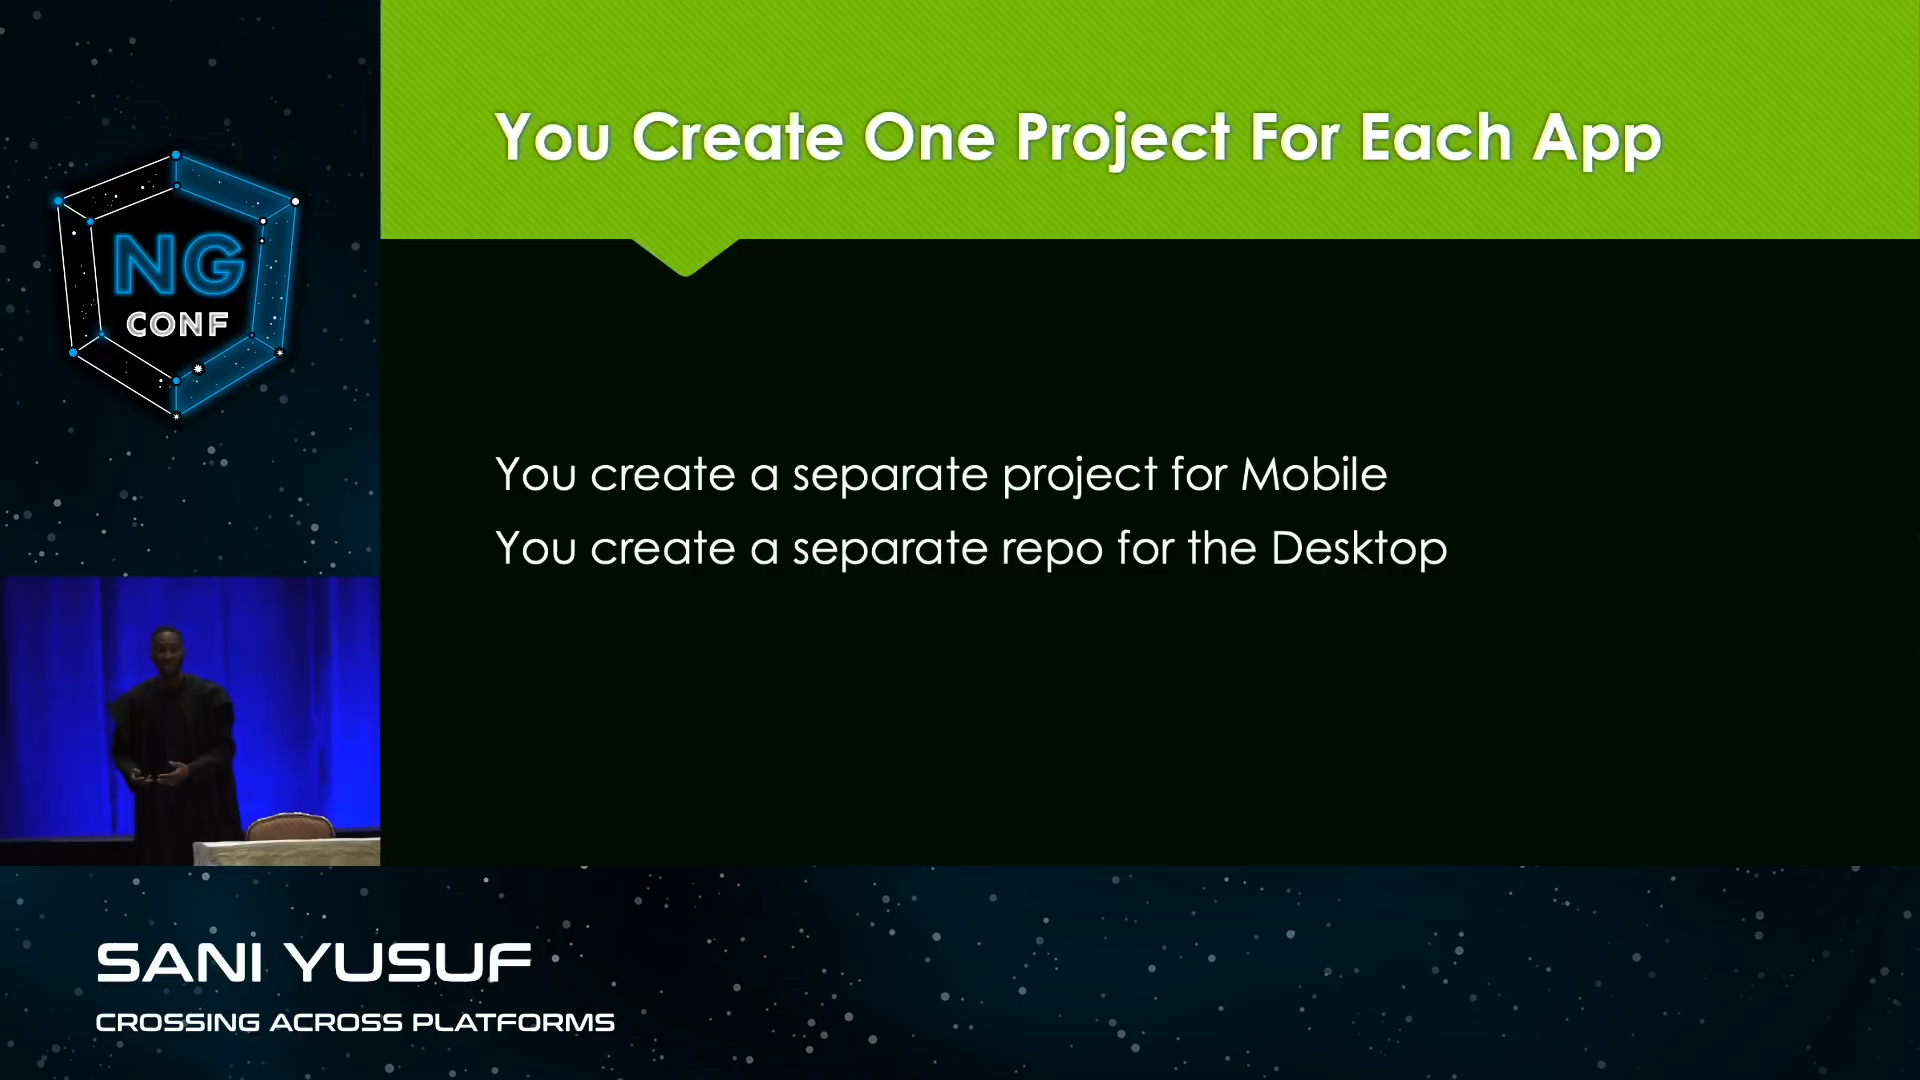 You Create One Project For Each App
NG
CONF
You create a separate project for Mobile
You create a separate repo for the Desktop
SANI YUSUF
CROSSING ACROSS PLATFORMS